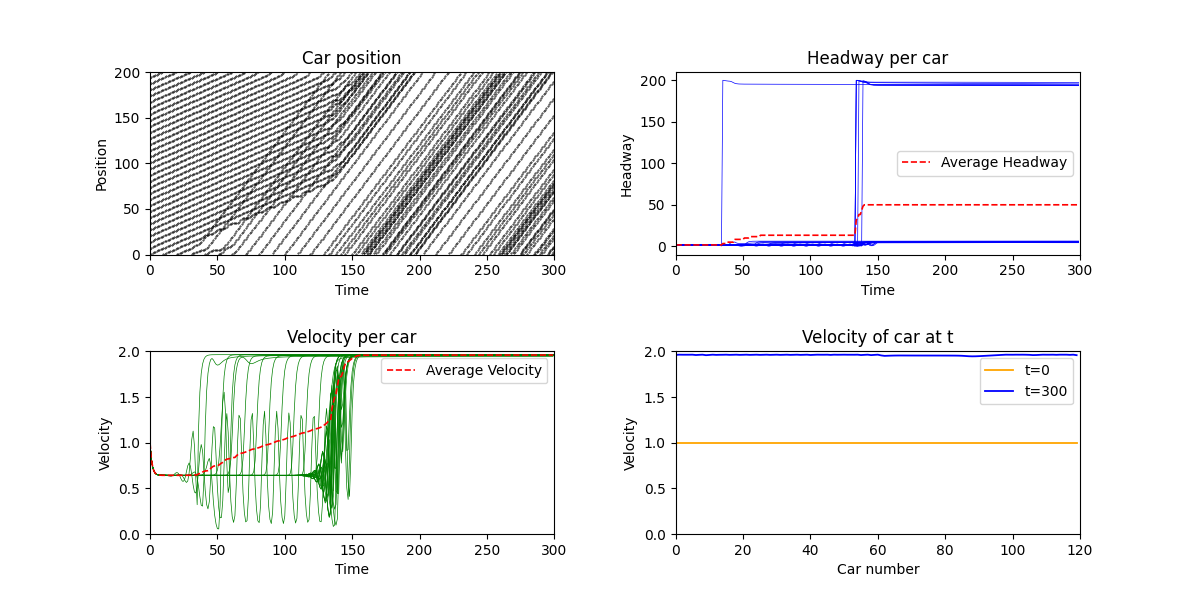 Car position
200
150
100
50
0
Position
0 50 100 150 200 250 300
Time
Headway per car
200
150
100
50
0
Headway
Average Headway
0 50 100 150 200 250 300
Time
Velocity per car
2.0
1.5
1.0
0.5
0.0
Velocity
Average Velocity
0 50 100 150 200 250 300
Time
Velocity of car at t
2.0
1.5
1.0
0.5
0.0
Velocity
t=0
t=300
0 20 40 60 80 100 120
Car number